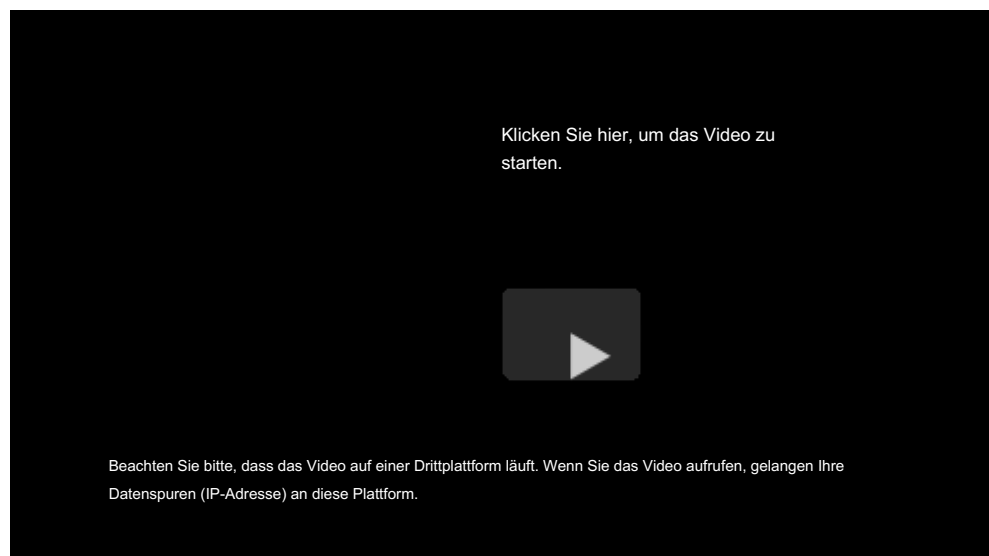 Klicken Sie hier, um das Video zu
starten.
Beachten Sie bitte, dass das Video auf einer Drittplattform läuft. Wenn Sie das Video aufrufen, gelangen Ihre
Datenspuren (IP-Adresse) an diese Plattform.